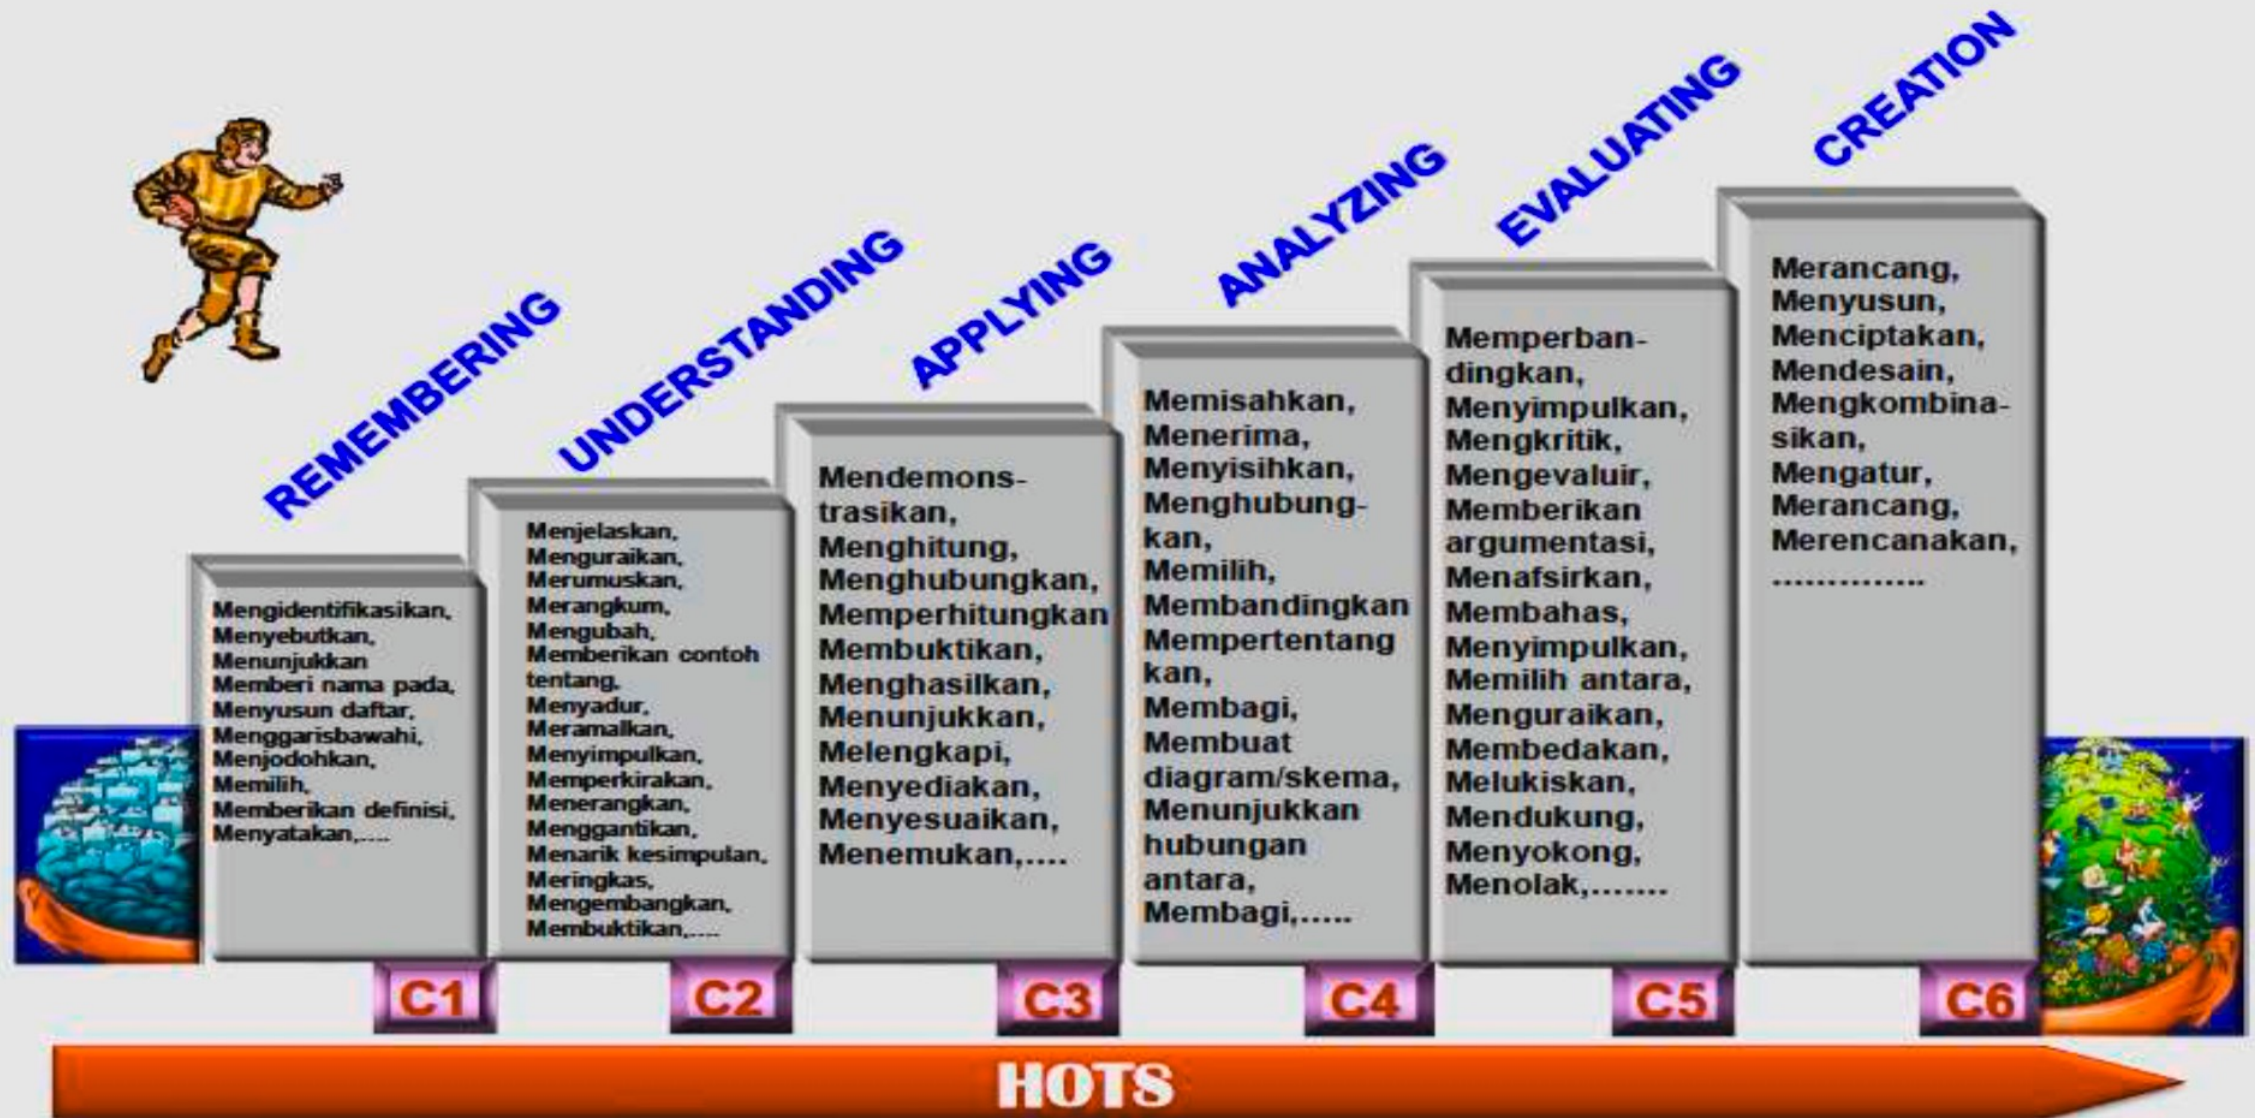 REMEMBERING
Mengidentifikasikan,
Menyebutkan,
Menunjukkan
Memberi nama pada,
Menyusun daftar,
Menggarisbawahi,
Menjodohkan,
Memilih,
Memberikan definisi,
Menyatakan,....
C1
UNDERSTANDING
Menjelaskan,
Menguraikan,
Merumuskan,
Merangkum,
Mengubah,
Memberikan contoh
tentang,
Menyadur,
Meramalkan,
Menyimpulkan,
Memperkirakan,
Menerangkan,
Menggantikan,
Menarik kesimpulan,
Meringkas,
Mengembangkan,
Membuktikan,....
C2
APPLYING
Mendemons-
trasikan,
Menghitung,
Menghubungkan,
Memperhitungkan
Membuktikan,
Menghasilkan,
Menunjukkan,
Melengkapi,
Menyediakan,
Menyesuaikan,
Menemukan,....
C3
ANALYZING
Memisahkan,
Menerima,
Menyisihkan,
Menghubung-
kan,
Memilih,
Membandingkan
Mempertentang
kan,
Membagi,
Membuat
diagram/skema,
Menunjukkan
hubungan
antara,
Membagi,.....
C4
EVALUATING
Memperban-
dingkan,
Menyimpulkan,
Mengkritik,
Mengevaluir,
Memberikan
argumentasi,
Menafsirkan,
Membahas,
Menyimpulkan,
Memilih antara,
Menguraikan,
Membedakan,
Melukiskan,
Mendukung,
Menyokong,
Menolak,.......
C5
CREATION
Merancang,
Menyusun,
Menciptakan,
Mendesain,
Mengkombina-
sikan,
Mengatur,
Merancang,
Merencanakan,
..............
C6
HOTS